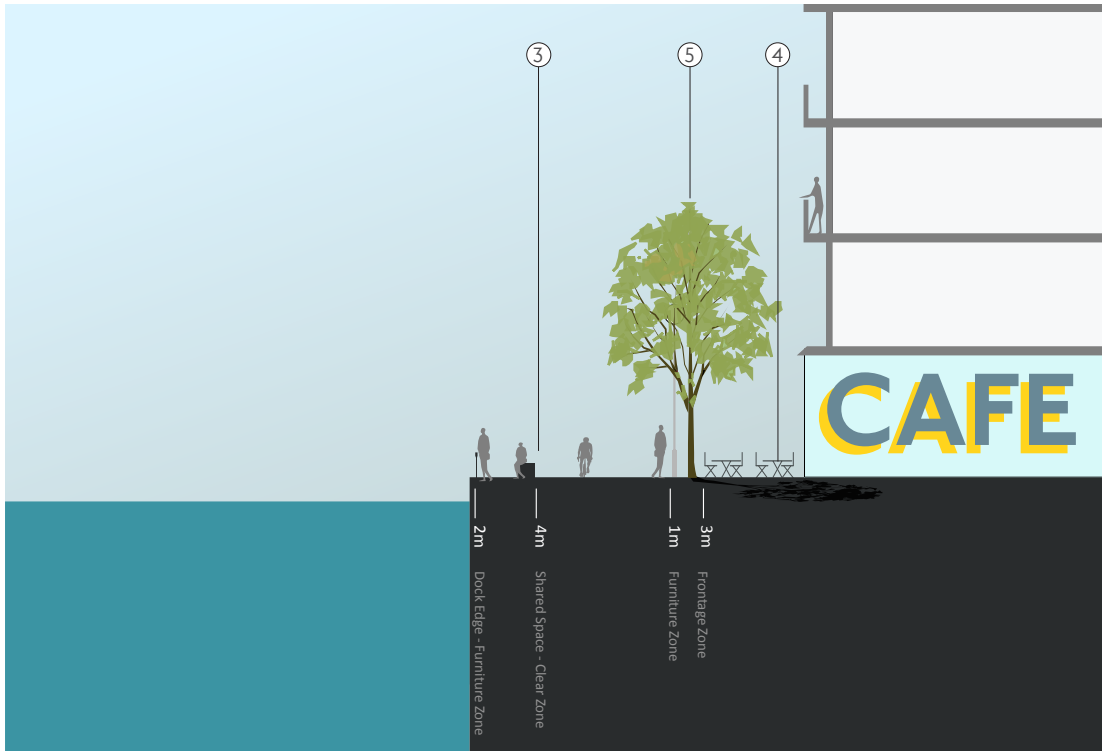 3
5
4
CAFE
2m Dock Edge - Furniture Zone
4m Shared Space - Clear Zone
1m Furniture Zone
3m Frontage Zone